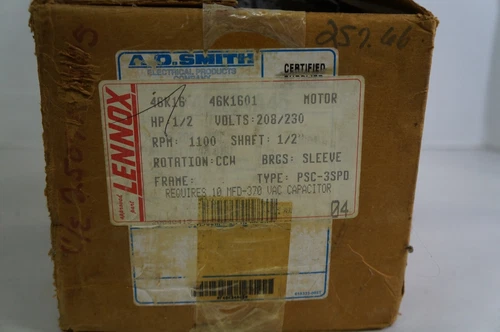 257.46
A.O.SMITH
ELECTRICAL PRODUCTS
COMPANY
CERTIFIED
LENNOX
46K16 46K1601 MOTOR
HP 1/2 VOLTS:208/230
RPM: 1100 SHAFT: 1/2"
ROTATION:CCW BRGS: SLEEVE
FRAME: TYPE: PSC-3SPD
REQUIRES 10 MFD-370 VAC CAPACITOR
04